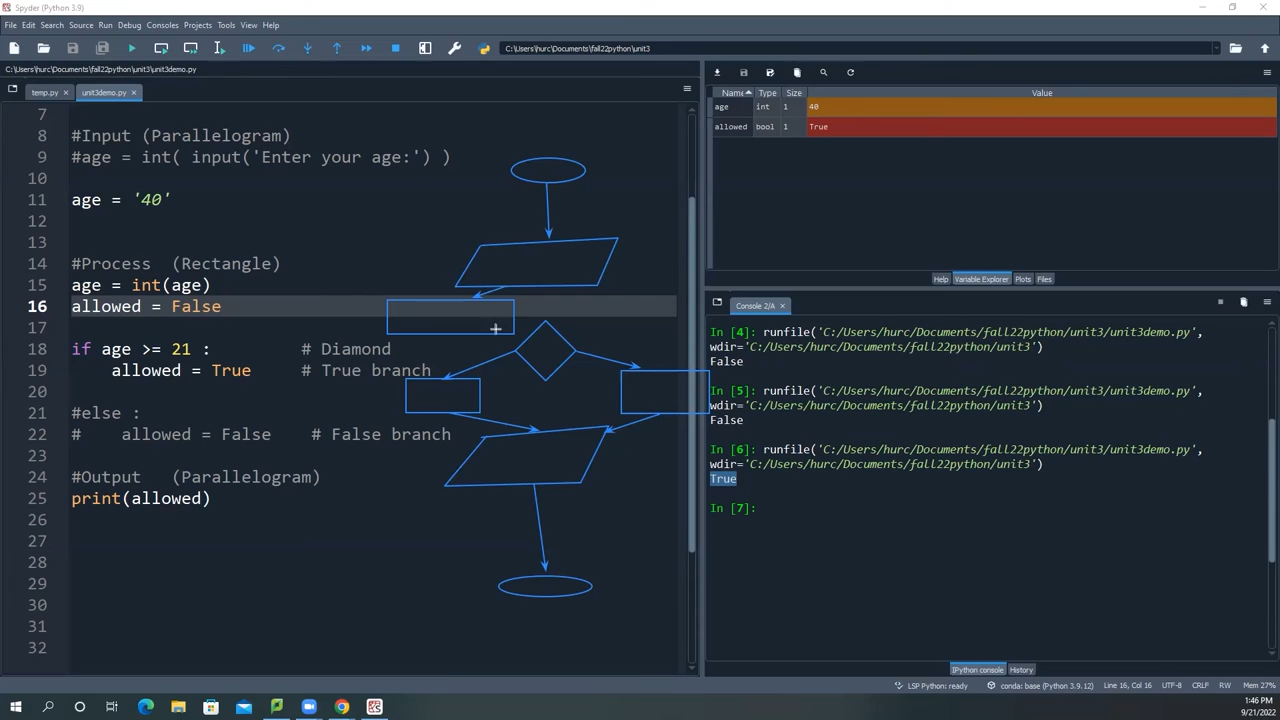 Spyder (Python 3.9)
File Edit Search Source Run Debug Consoles Projects Tools View Help
C:\Users\hurc\Documents\fall22python\unit3
C:\Users\hurc\Documents\fall22python\unit3\unit3demo.py
temp.py unit3demo.py
7
8 #Input (Parallelogram)
9 #age = int( input('Enter your age:') )
10
11 age = '40'
12
13
14 #Process (Rectangle)
15 age = int(age)
16 allowed = False
17
18 if age >= 21 : # Diamond
19 allowed = True # True branch
20
21 #else :
22 # allowed = False # False branch
23
24 #Output (Parallelogram)
25 print(allowed)
26
27
28
29
30
31
32
Name Type Size Value
age int 1 40
allowed bool 1 True
Help Variable Explorer Plots Files
Console 2/A
In [4]: runfile('C:/Users/hurc/Documents/fall22python/unit3/unit3demo.py',
wdir='C:/Users/hurc/Documents/fall22python/unit3')
False
In [5]: runfile('C:/Users/hurc/Documents/fall22python/unit3/unit3demo.py',
wdir='C:/Users/hurc/Documents/fall22python/unit3')
False
In [6]: runfile('C:/Users/hurc/Documents/fall22python/unit3/unit3demo.py',
wdir='C:/Users/hurc/Documents/fall22python/unit3')
True
In [7]:
IPython console History
LSP Python: ready conda: base (Python 3.9.12) Line 16, Col 16 UTF-8 CRLF RW Mem 27%
1:46 PM
9/21/2022